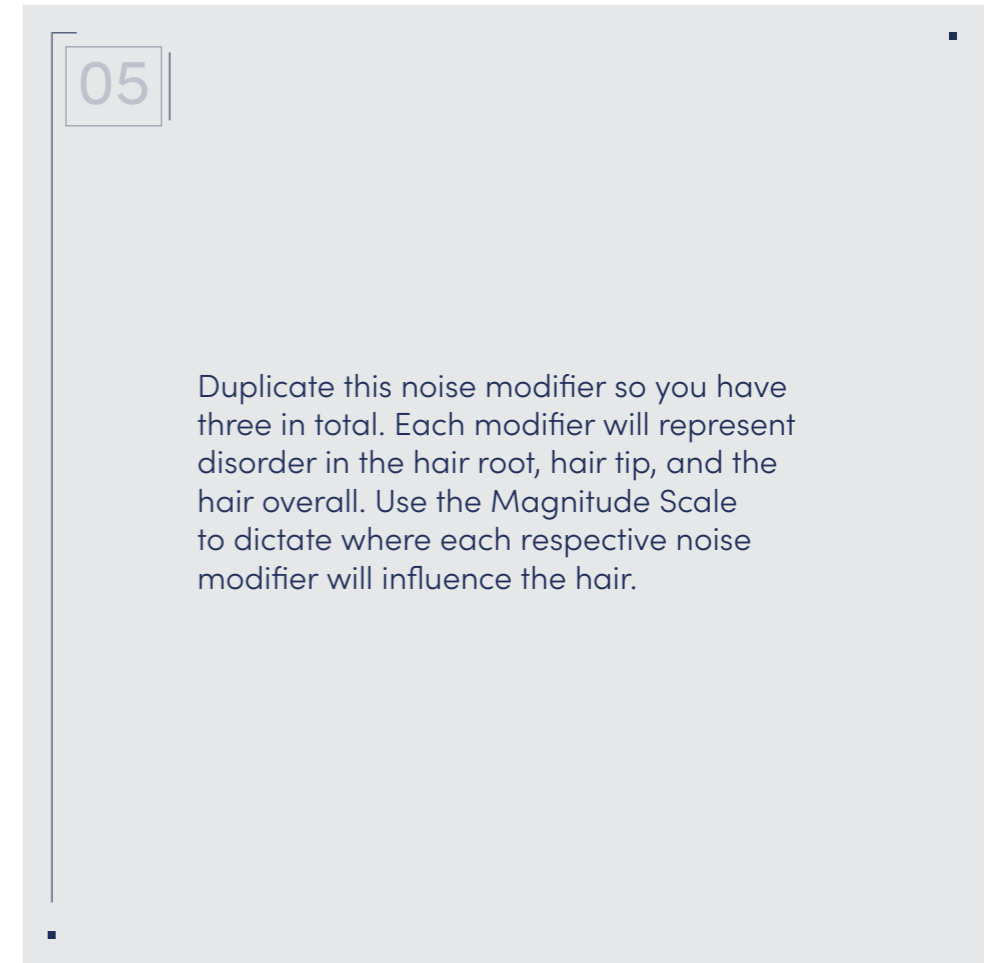 05
Duplicate this noise modifier so you have
three in total. Each modifier will represent
disorder in the hair root, hair tip, and the
hair overall. Use the Magnitude Scale
to dictate where each respective noise
modifier will influence the hair.